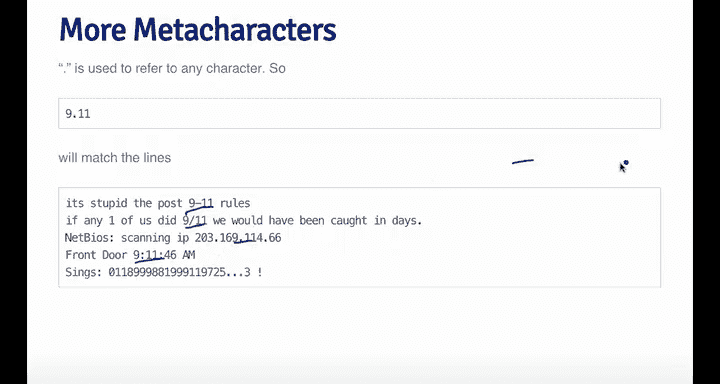 More Metacharacters
“.” is used to refer to any character. So
9.11
will match the lines
its stupid the post 9-11 rules
if any 1 of us did 9/11 we would have been caught in days.
NetBios: scanning ip 203.169.114.66
Front Door 9:11:46 AM
Sings: 0118999881999119725...3 !